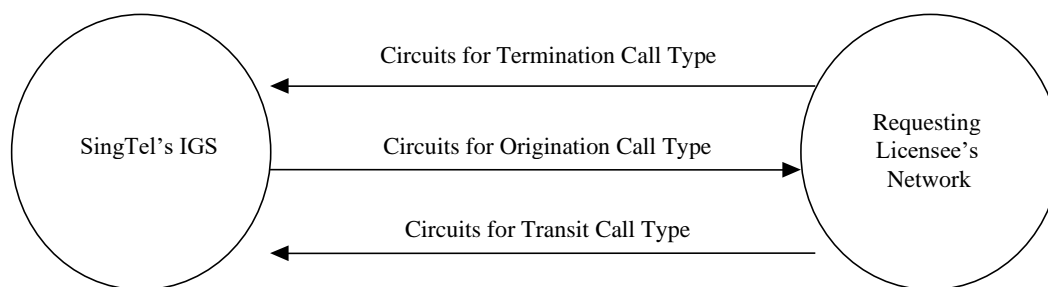 Circuits for Termination Call Type
SingTel's IGS
Circuits for Origination Call Type
Requesting
Licensee's
Network
Circuits for Transit Call Type